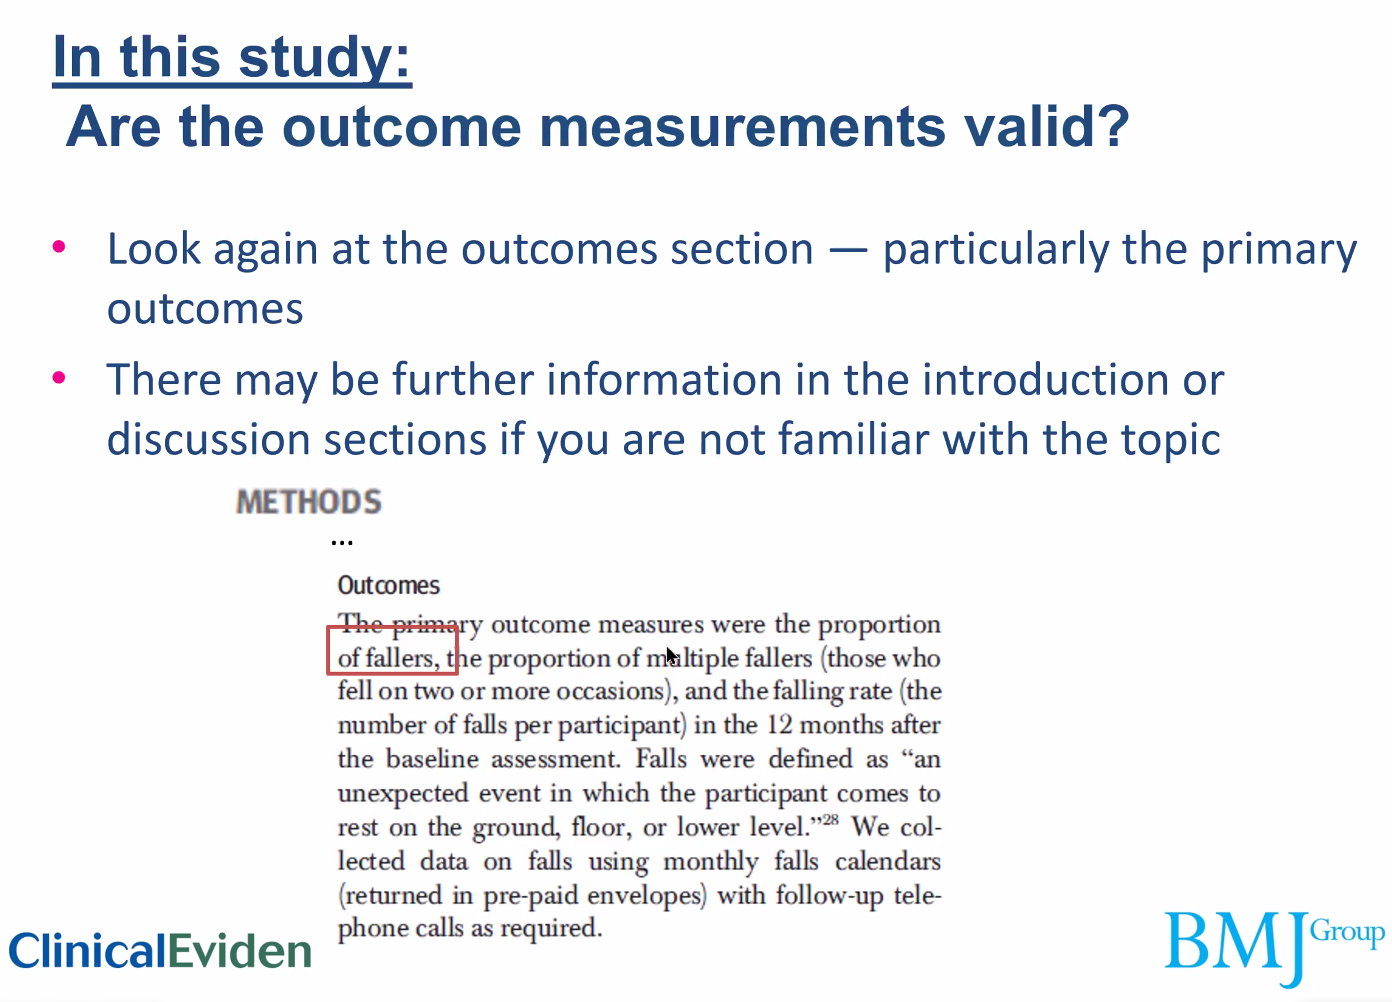 In this study:
Are the outcome measurements valid?
• Look again at the outcomes section — particularly the primary
outcomes
• There may be further information in the introduction or
discussion sections if you are not familiar with the topic
METHODS
...
Outcomes
The primary outcome measures were the proportion
of fallers, the proportion of multiple fallers (those who
fell on two or more occasions), and the falling rate (the
number of falls per participant) in the 12 months after
the baseline assessment. Falls were defined as “an
unexpected event in which the participant comes to
rest on the ground, floor, or lower level.”28 We col-
lected data on falls using monthly falls calendars
(returned in pre-paid envelopes) with follow-up tele-
phone calls as required.
ClinicalEviden
BMJ Group